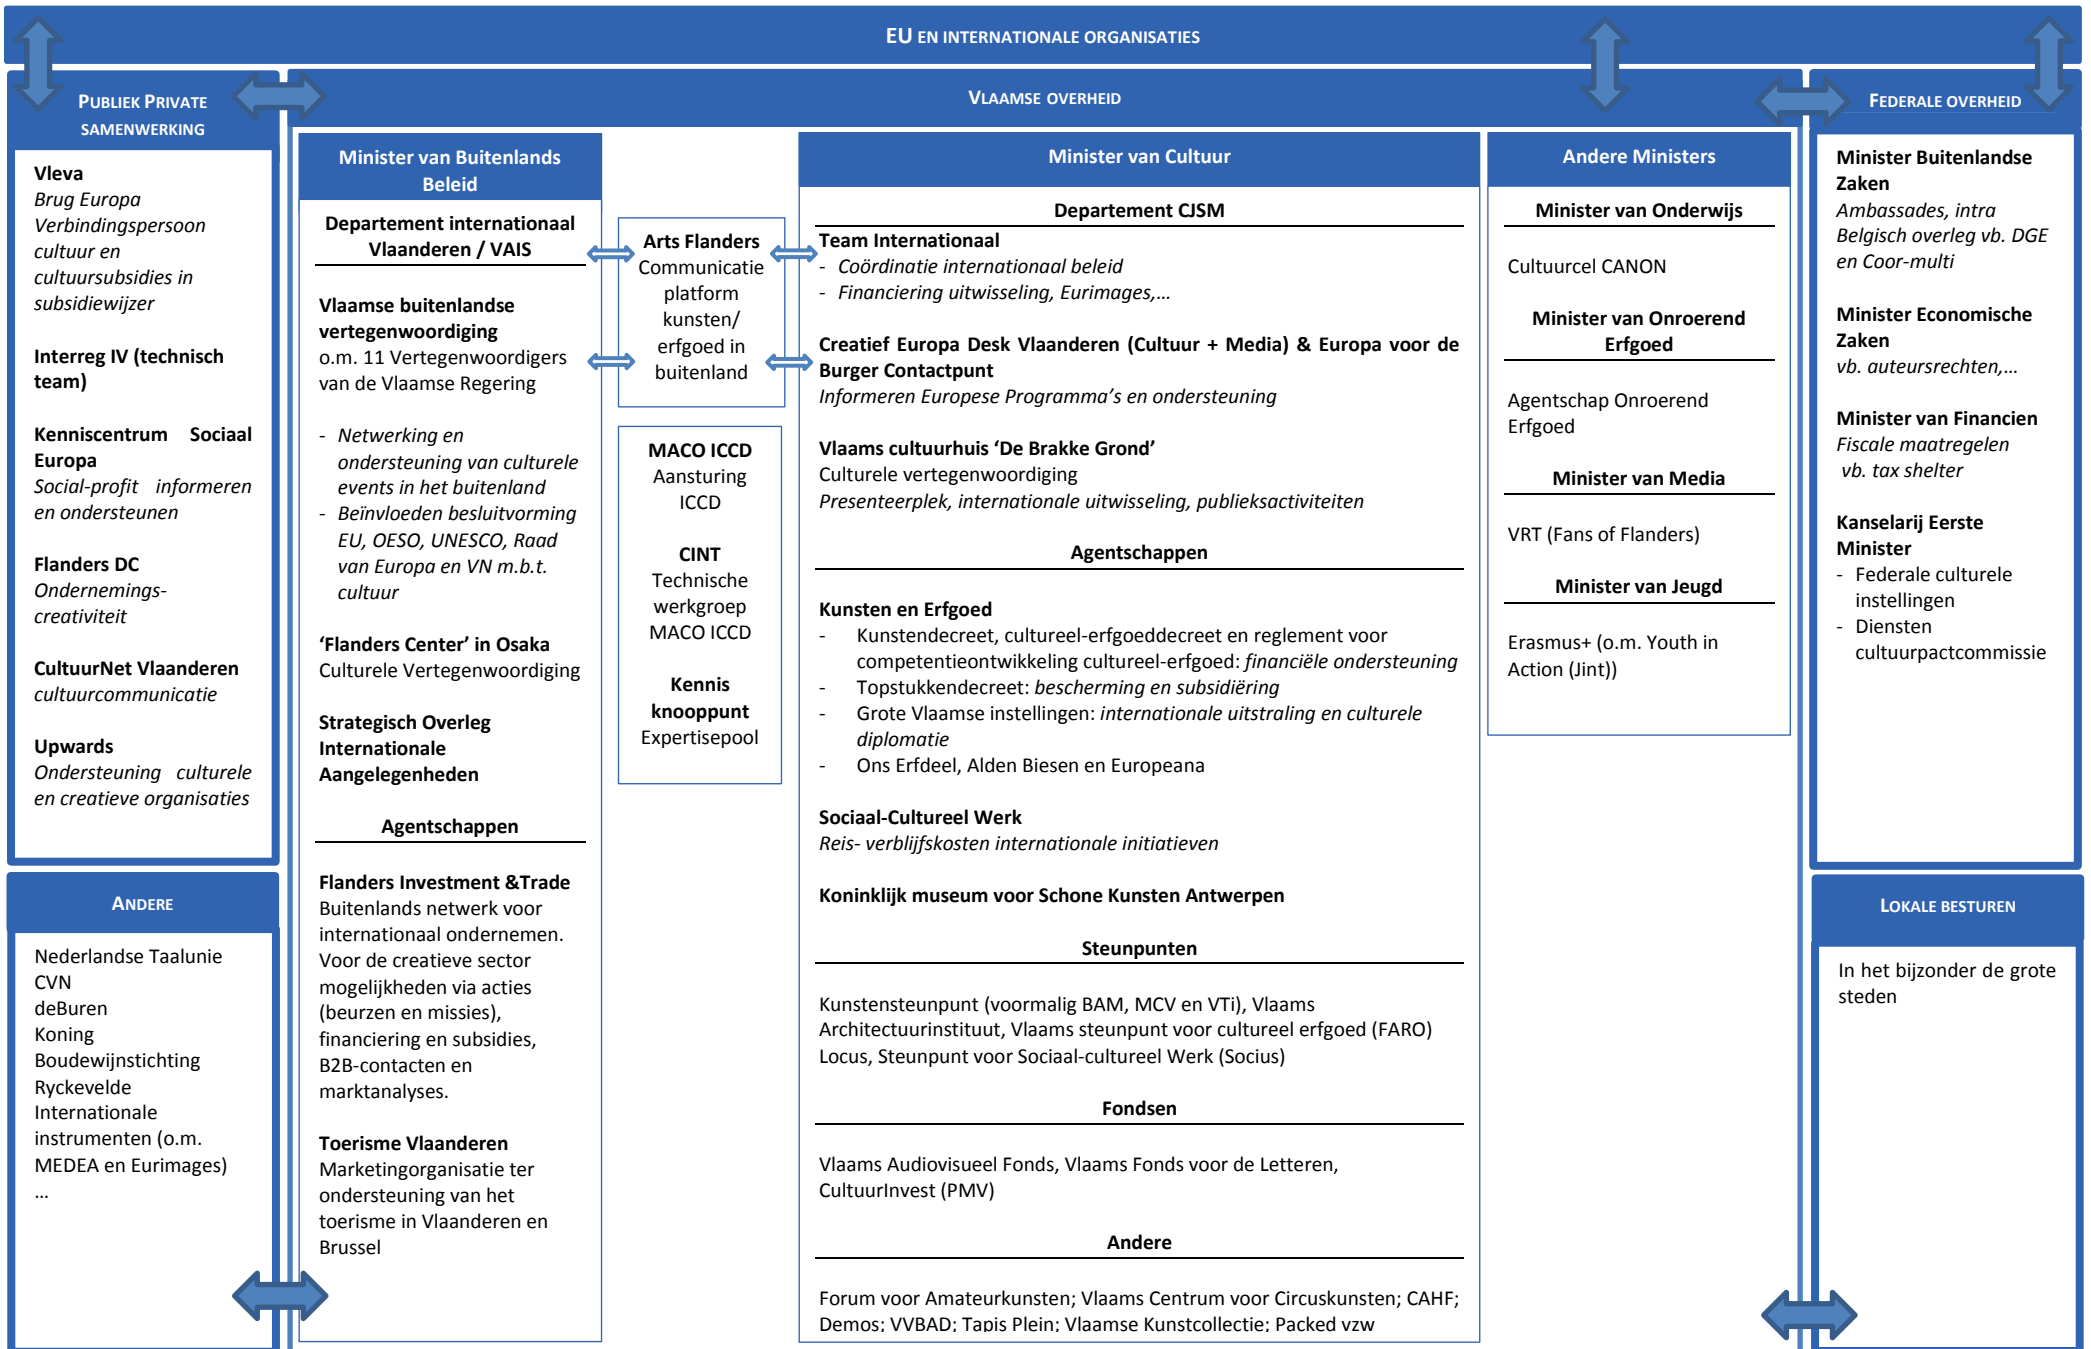 EU EN INTERNATIONALE ORGANISATIES
PUBLIEK PRIVATE
SAMENWERKING
Vleva
Brug Europa
Verbindingspersoon
cultuur en
cultuursubsidies in
subsidiewijzer
Interreg IV (technisch
team)
Kenniscentrum Sociaal
Europa
Social-profit informeren
en ondersteunen
Flanders DC
Ondernemings-
creativiteit
CultuurNet Vlaanderen
cultuurcommunicatie
Upwards
Ondersteuning culturele
en creatieve organisaties
ANDERE
Nederlandse Taalunie
CVN
deBuren
Koning
Boudewijnstichting
Ryckevelde
Internationale
instrumenten (o.m.
MEDEA en Eurimages)
…
VLAAMSE OVERHEID
Minister van Buitenlands
Beleid
Departement internationaal
Vlaanderen / VAIS
Vlaamse buitenlandse
vertegenwoordiging
o.m. 11 Vertegenwoordigers
van de Vlaamse Regering
- Netwerking en
ondersteuning van culturele
events in het buitenland
- Beïnvloeden besluitvorming
EU, OESO, UNESCO, Raad
van Europa en VN m.b.t.
cultuur
‘Flanders Center’ in Osaka
Culturele Vertegenwoordiging
Strategisch Overleg
Internationale
Aangelegenheden
Agentschappen
Flanders Investment &Trade
Buitenlands netwerk voor
internationaal ondernemen.
Voor de creatieve sector
mogelijkheden via acties
(beurzen en missies),
financiering en subsidies,
B2B-contacten en
marktanalyses.
Toerisme Vlaanderen
Marketingorganisatie ter
ondersteuning van het
toerisme in Vlaanderen en
Brussel
Arts Flanders
Communicatie
platform
kunsten/
erfgoed in
buitenland
MACO ICCD
Aansturing
ICCD
CINT
Technische
werkgroep
MACO ICCD
Kennis
knooppunt
Expertisepool
Minister van Cultuur
Departement CJSM
Team Internationaal
- Coördinatie internationaal beleid
- Financiering uitwisseling, Eurimages,…
Creatief Europa Desk Vlaanderen (Cultuur + Media) & Europa voor de
Burger Contactpunt
Informeren Europese Programma’s en ondersteuning
Vlaams cultuurhuis ‘De Brakke Grond’
Culturele vertegenwoordiging
Presenteerplek, internationale uitwisseling, publieksactiviteiten
Agentschappen
Kunsten en Erfgoed
- Kunstendecreet, cultureel-erfgoeddecreet en reglement voor
competentieontwikkeling cultureel-erfgoed: financiële ondersteuning
- Topstukkendecreet: bescherming en subsidiëring
- Grote Vlaamse instellingen: internationale uitstraling en culturele
diplomatie
- Ons Erfdeel, Alden Biesen en Europeana
Sociaal-Cultureel Werk
Reis- verblijfskosten internationale initiatieven
Koninklijk museum voor Schone Kunsten Antwerpen
Steunpunten
Kunstensteunpunt (voormalig BAM, MCV en VTi), Vlaams
Architectuurinstituut, Vlaams steunpunt voor cultureel erfgoed (FARO)
Locus, Steunpunt voor Sociaal-cultureel Werk (Socius)
Fondsen
Vlaams Audiovisueel Fonds, Vlaams Fonds voor de Letteren,
CultuurInvest (PMV)
Andere
Forum voor Amateurkunsten; Vlaams Centrum voor Circuskunsten; CAHF;
Demos; VVBAD; Tapis Plein; Vlaamse Kunstcollectie; Packed vzw
Andere Ministers
Minister van Onderwijs
Cultuurcel CANON
Minister van Onroerend
Erfgoed
Agentschap Onroerend
Erfgoed
Minister van Media
VRT (Fans of Flanders)
Minister van Jeugd
Erasmus+ (o.m. Youth in
Action (Jint))
FEDERALE OVERHEID
Minister Buitenlandse
Zaken
Ambassades, intra
Belgisch overleg vb. DGE
en Coor-multi
Minister Economische
Zaken
vb. auteursrechten,…
Minister van Financien
Fiscale maatregelen
vb. tax shelter
Kanselarij Eerste
Minister
- Federale culturele
instellingen
- Diensten
cultuurpactcommissie
LOKALE BESTUREN
In het bijzonder de grote
steden